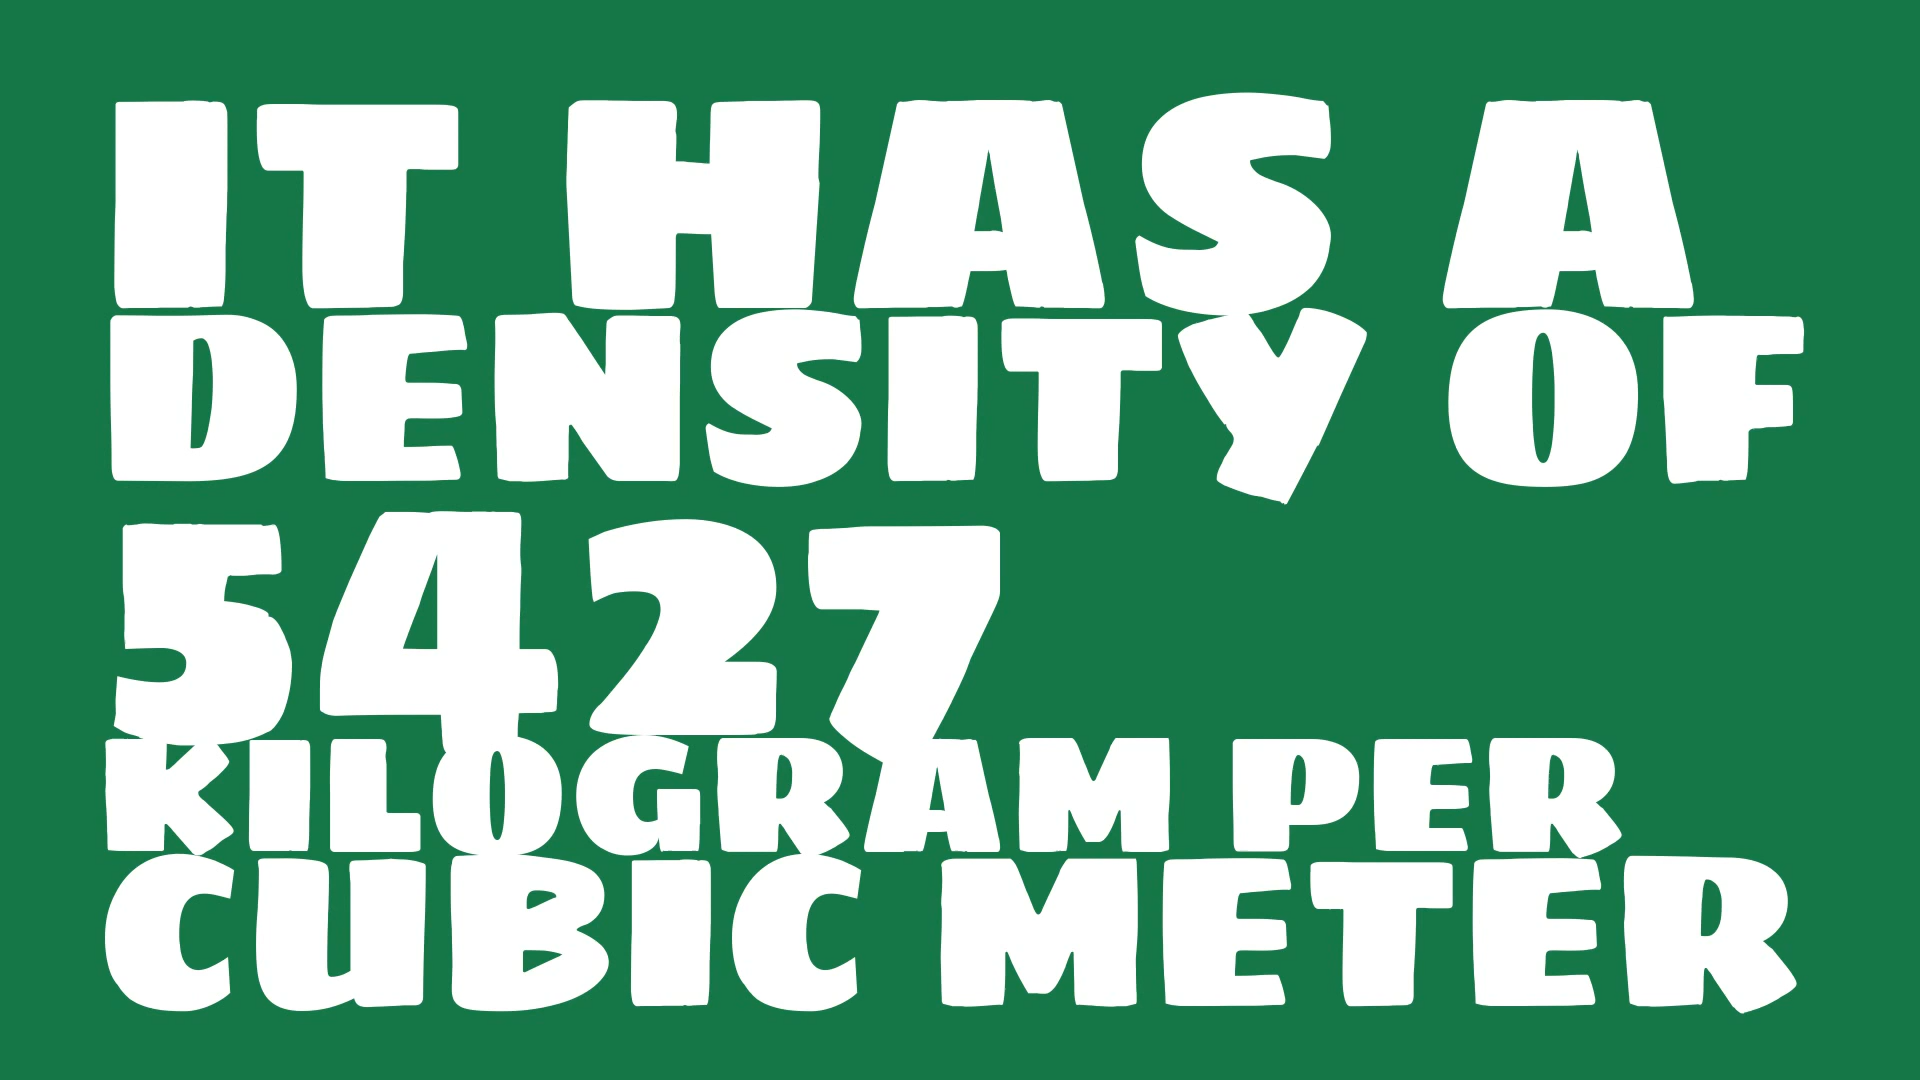 IT HAS A
DENSITY OF
5427
KILOGRAM PER
CUBIC METER